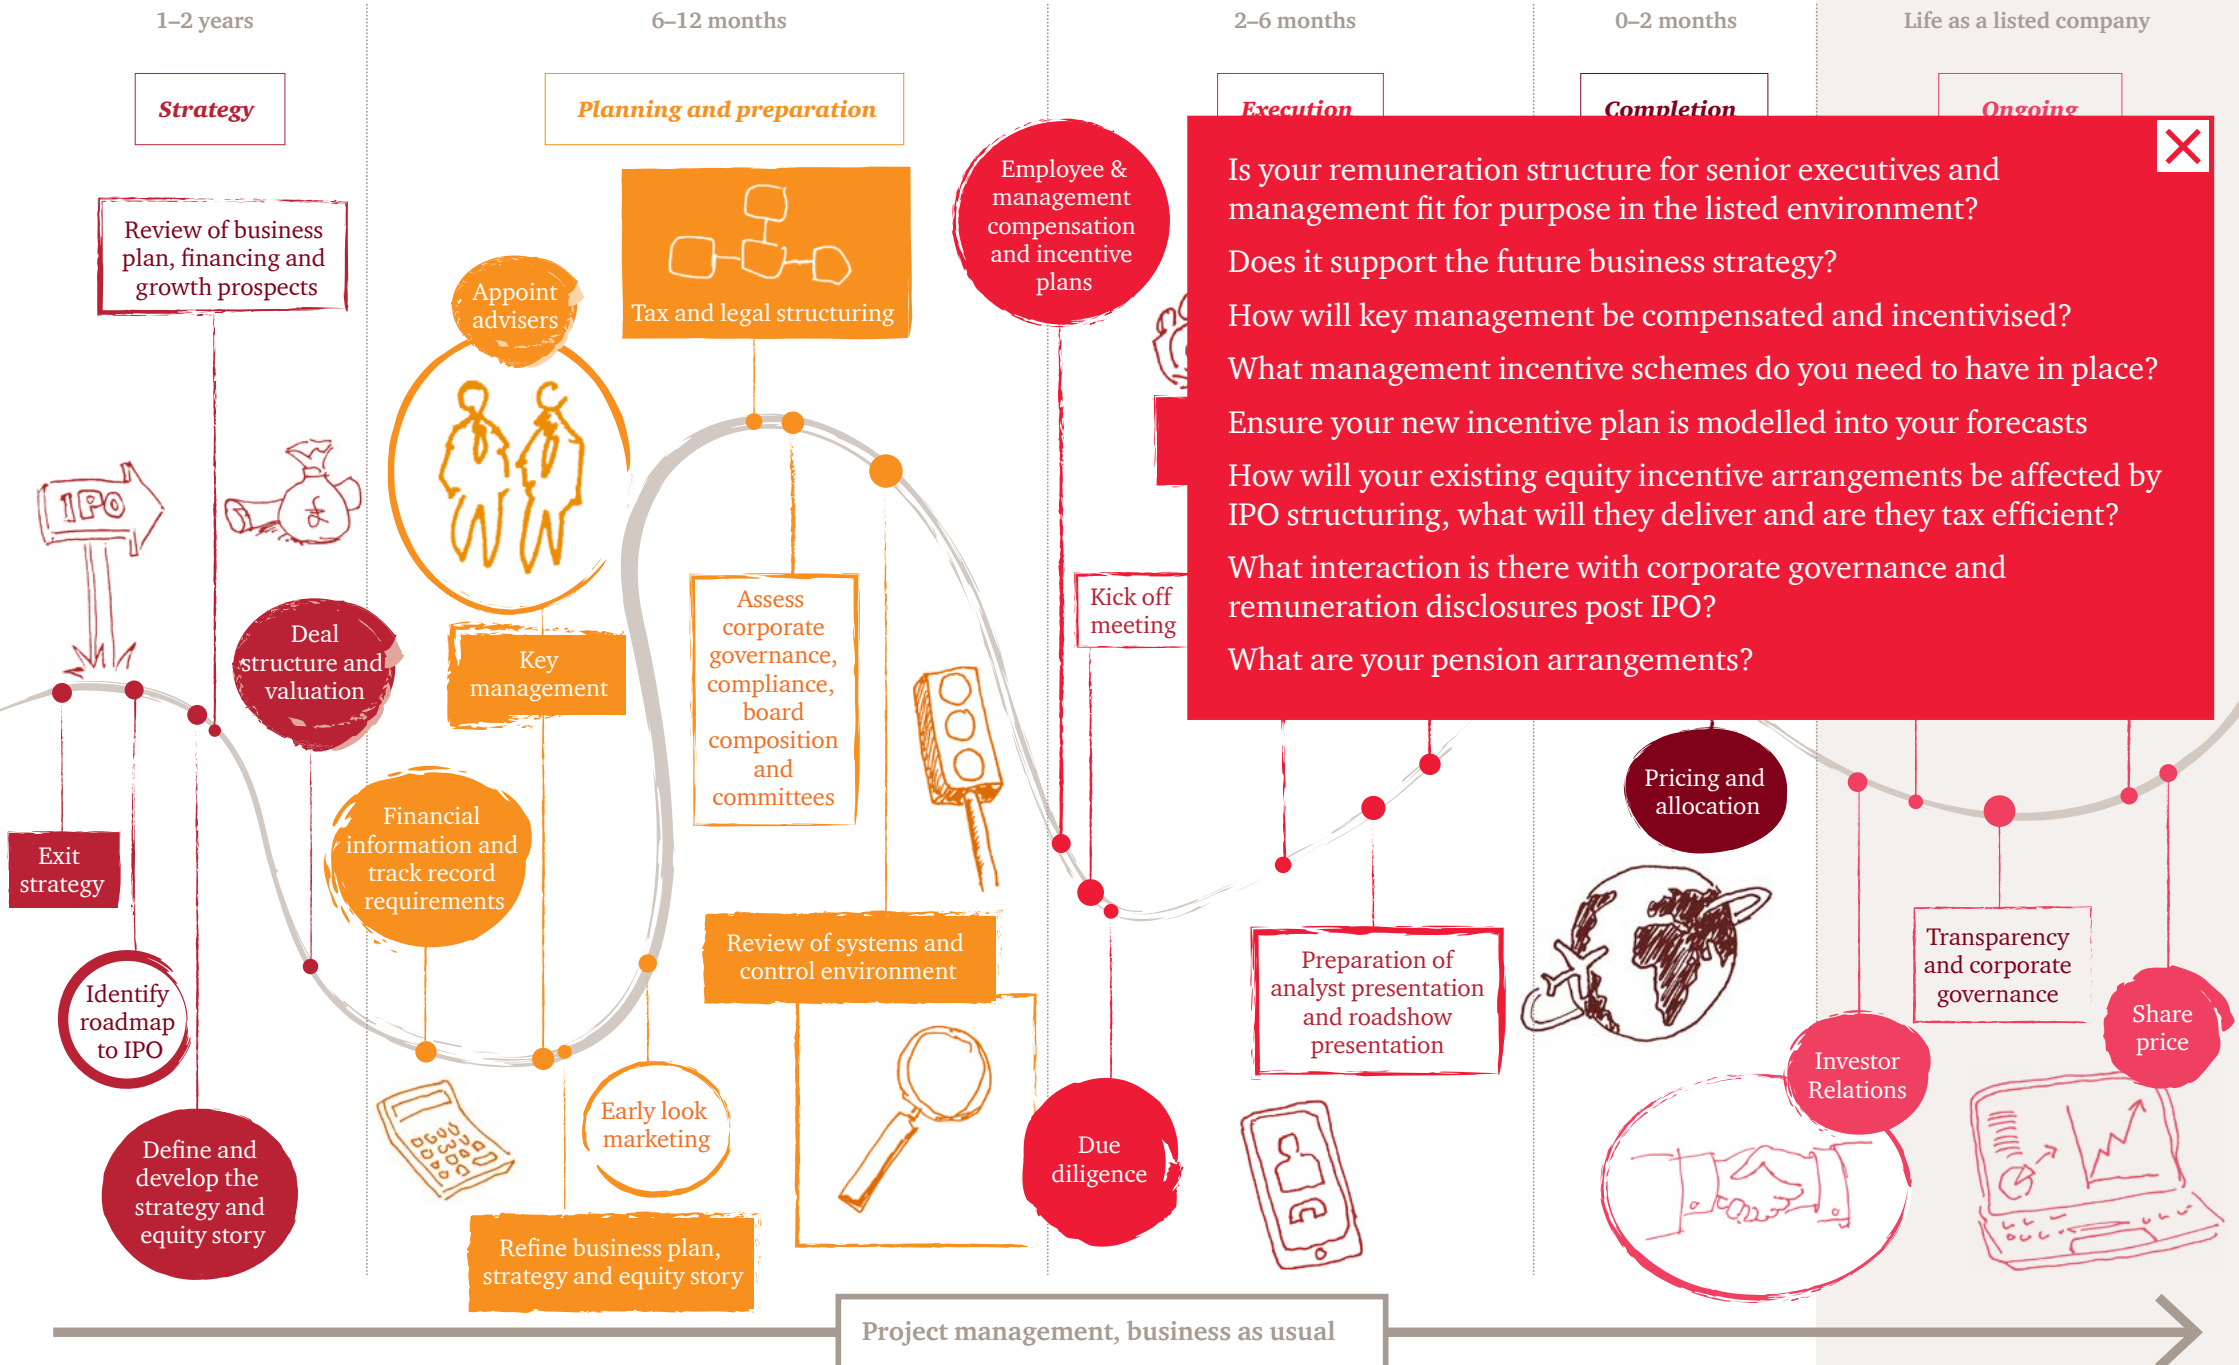 1–2 years
6–12 months
2–6 months
0–2 months
Life as a listed company
Strategy
Planning and preparation
Execution
Completion
Ongoing
Review of business
plan, financing and
growth prospects
Appoint
advisers
Tax and legal structuring
Employee &
management
compensation
and incentive
plans
Is your remuneration structure for senior executives and
management fit for purpose in the listed environment?
Does it support the future business strategy?
How will key management be compensated and incentivised?
What management incentive schemes do you need to have in place?
Ensure your new incentive plan is modelled into your forecasts
How will your existing equity incentive arrangements be affected by
IPO structuring, what will they deliver and are they tax efficient?
What interaction is there with corporate governance and
remuneration disclosures post IPO?
What are your pension arrangements?
IPO
£
Deal
structure and
valuation
Key
management
Assess
corporate
governance,
compliance,
board
composition
and
committees
Kick off
meeting
Exit
strategy
Financial
information and
track record
requirements
Pricing and
allocation
Identify
roadmap
to IPO
Review of systems and
control environment
Preparation of
analyst presentation
and roadshow
presentation
Transparency
and corporate
governance
Share
price
Investor
Relations
Define and
develop the
strategy and
equity story
Early look
marketing
Due
diligence
Refine business plan,
strategy and equity story
Project management, business as usual